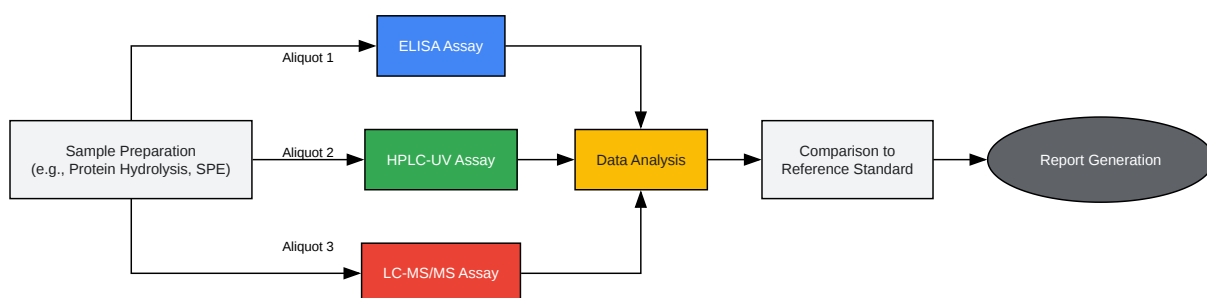 ELISA Assay
Aliquot 1
Sample Preparation
(e.g., Protein Hydrolysis, SPE)
Aliquot 2
HPLC-UV Assay
Data Analysis
Comparison to
Reference Standard
Report Generation
Aliquot 3
LC-MS/MS Assay